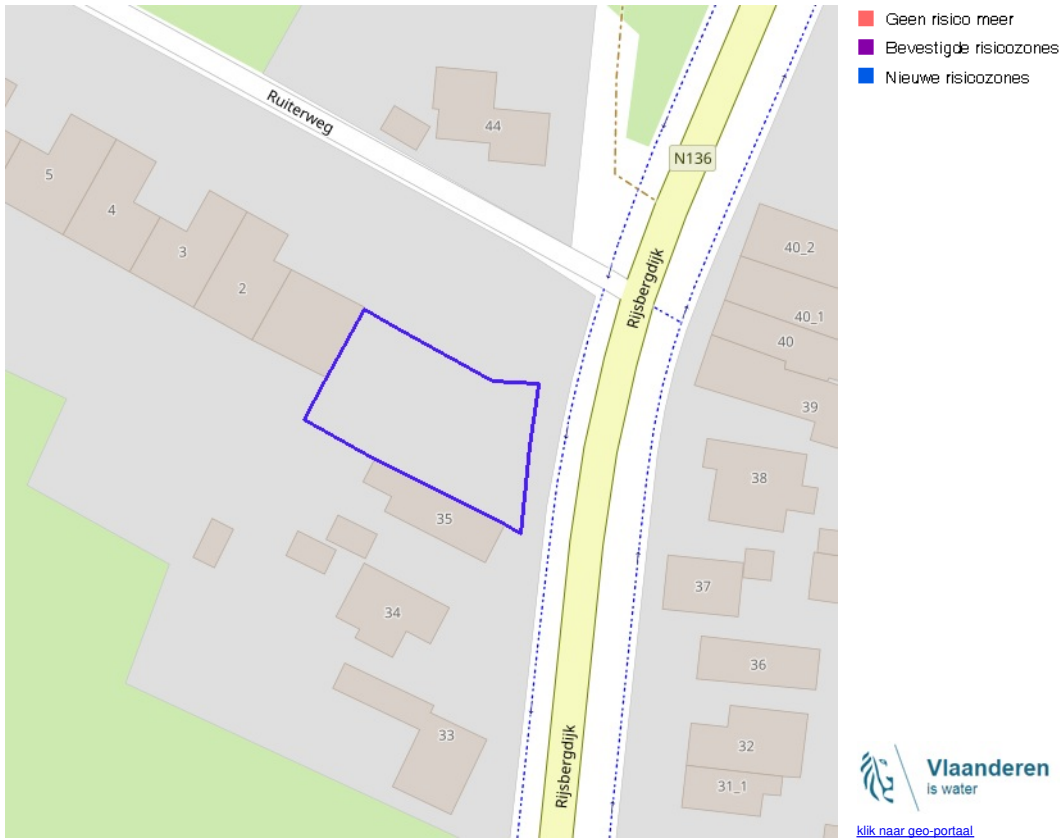 Geen risico meer
Bevestigde risicozones
Nieuwe risicozones
Ruiterweg
44
N136
5
4
3
2
40_2
Rijsbergdijk
40_1
40
39
38
35
37
34
36
33
32
31_1
Rijsbergdijk
Vlaanderen
is water
klik naar geo-portaal